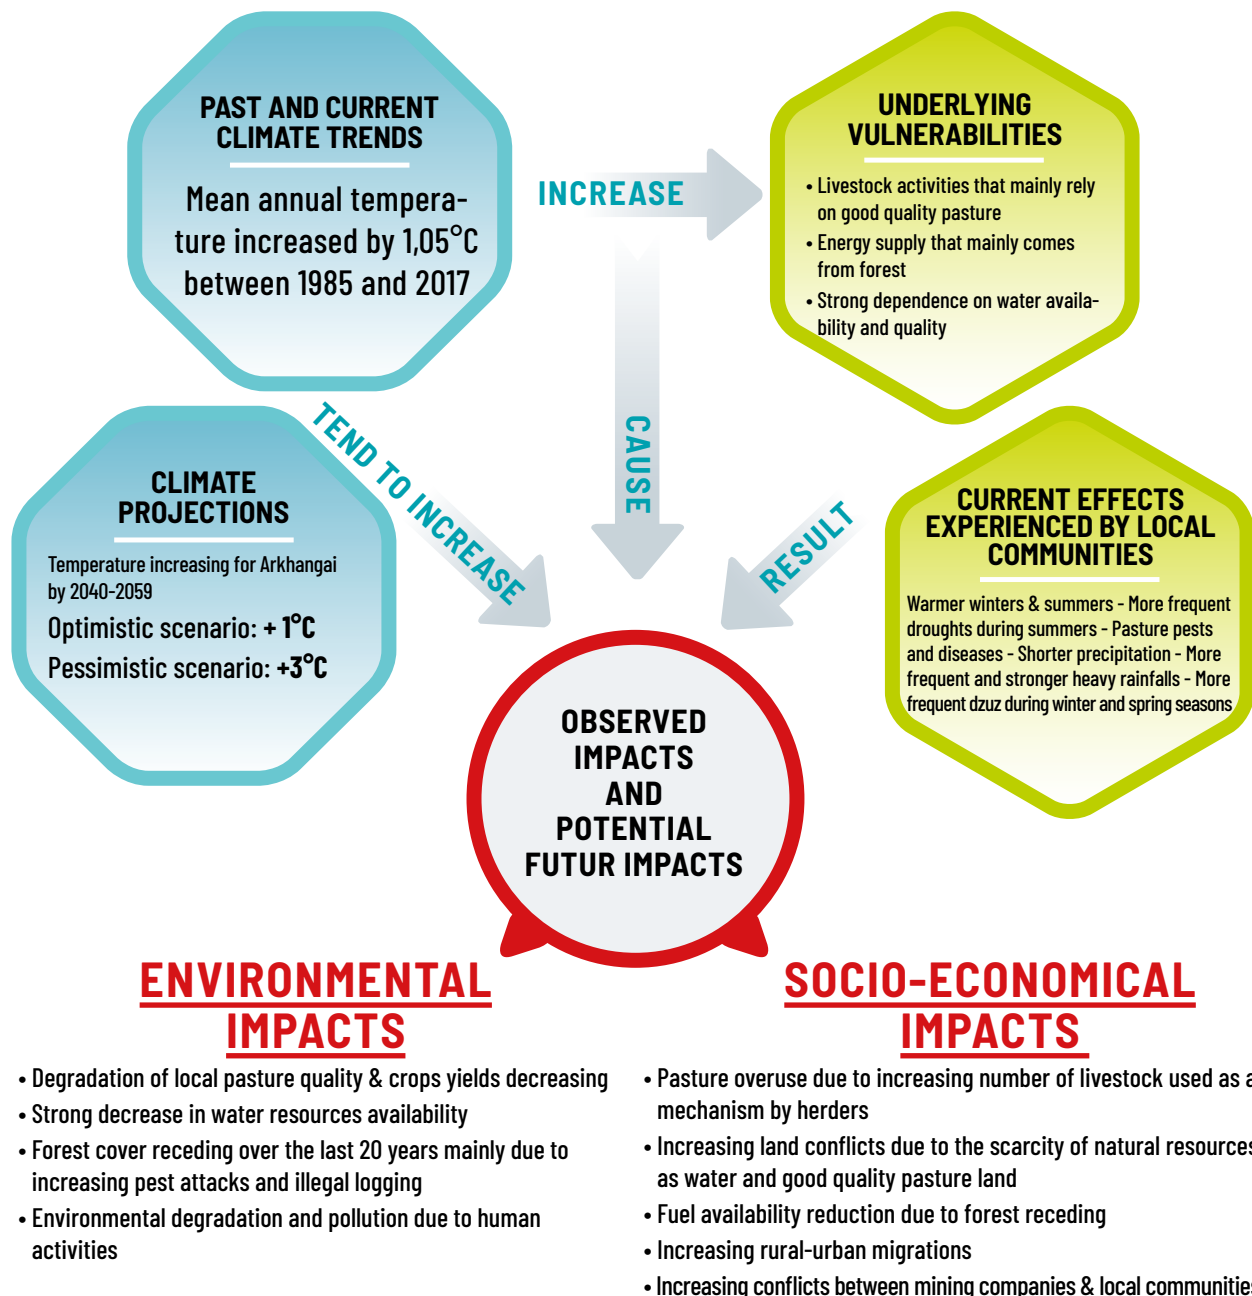 PAST AND CURRENT
CLIMATE TRENDS
Mean annual tempera-
ture increased by 1,05°C
between 1985 and 2017
INCREASE
UNDERLYING
VULNERABILITIES
• Livestock activities that mainly rely
on good quality pasture
• Energy supply that mainly comes
from forest
• Strong dependence on water availa-
bility and quality
TEND TO INCREASE
CAUSE
RESULT
CLIMATE
PROJECTIONS
Temperature increasing for Arkhangai
by 2040-2059
Optimistic scenario: + 1°C
Pessimistic scenario: +3°C
CURRENT EFFECTS
EXPERIENCED BY LOCAL
COMMUNITIES
Warmer winters & summers - More frequent
droughts during summers - Pasture pests
and diseases - Shorter precipitation - More
frequent and stronger heavy rainfalls - More
frequent dzuz during winter and spring seasons
OBSERVED
IMPACTS
AND
POTENTIAL
FUTUR IMPACTS
ENVIRONMENTAL
IMPACTS
• Degradation of local pasture quality & crops yields decreasing
• Strong decrease in water resources availability
• Forest cover receding over the last 20 years mainly due to
increasing pest attacks and illegal logging
• Environmental degradation and pollution due to human
activities
SOCIO-ECONOMICAL
IMPACTS
• Pasture overuse due to increasing number of livestock used as a
mechanism by herders
• Increasing land conflicts due to the scarcity of natural resources
as water and good quality pasture land
• Fuel availability reduction due to forest receding
• Increasing rural-urban migrations
• Increasing conflicts between mining companies & local communities